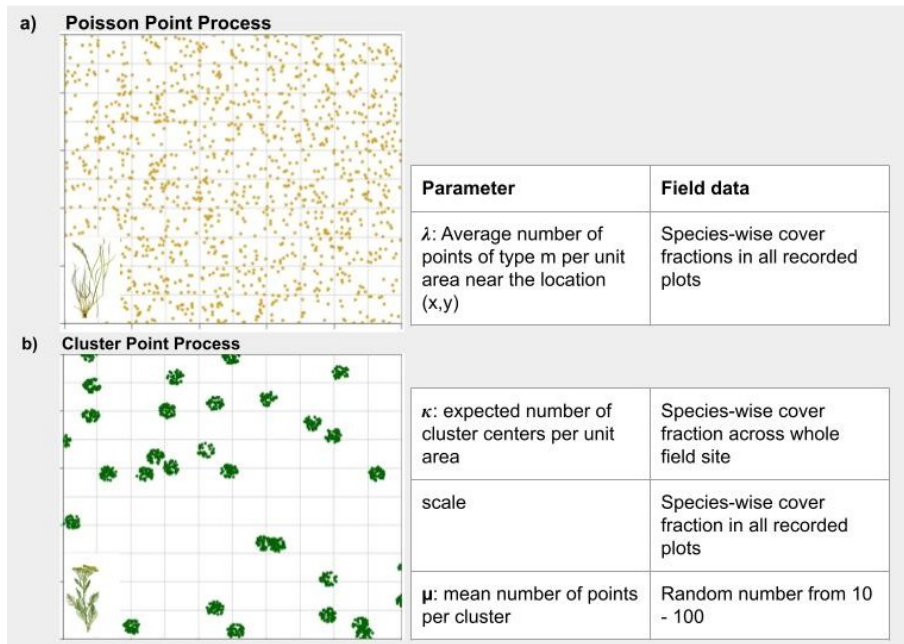 a) Poisson Point Process
Parameter Field data
λ: Average number of Species-wise cover
points of type m per unit fractions in all recorded
area near the location plots
(x,y)
b) Cluster Point Process
κ: expected number of Species-wise cover
cluster centers per unit fraction across whole
area field site
scale Species-wise cover
fraction in all recorded
plots
μ: mean number of points Random number from 10
per cluster - 100